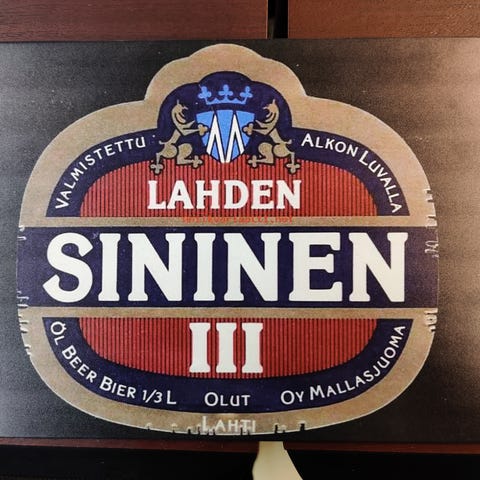 VALMISTETTU ALKON LUVALLA
LAHDEN
SININEN
III
ÖL BEER BIER 1/3 L OLUT OY MALLASJUOMA
LAHTI